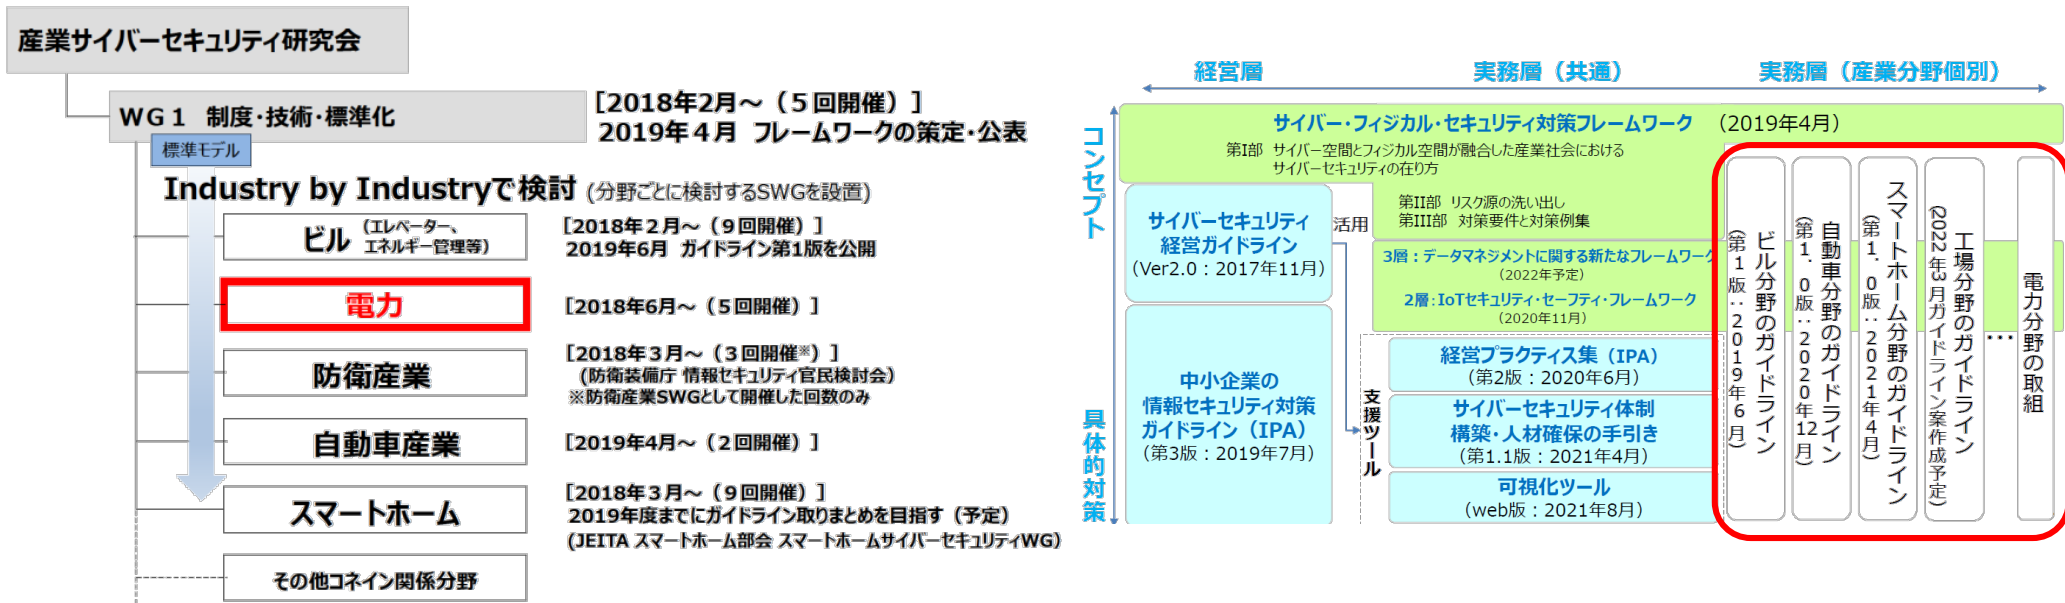 産業サイバーセキュリティ研究会
WG1 制度・技術・標準化
[2018年2月～（5回開催）]
2019年4月 フレームワークの策定・公表
標準モデル
Industry by Industryで検討 (分野ごとに検討するSWGを設置)
ビル（エレベーター、
エネルギー管理等）
[2018年2月～（9回開催）]
2019年6月 ガイドライン第1版を公開
電力
[2018年6月～（5回開催）]
防衛産業
[2018年3月～（3回開催※）]
(防衛装備庁 情報セキュリティ官民検討会)
※防衛産業SWGとして開催した回数のみ
自動車産業
[2019年4月～（2回開催）]
スマートホーム
[2018年3月～（9回開催）]
2019年度までにガイドライン取りまとめを目指す（予定）
(JEITA スマートホーム部会 スマートホームサイバーセキュリティWG)
その他コネイン関係分野
経営層
実務層（共通）
実務層（産業分野個別）
コンセプト
具体的対策
サイバー・フィジカル・セキュリティ対策フレームワーク （2019年4月）
第Ⅰ部 サイバー空間とフィジカル空間が融合した産業社会における
サイバーセキュリティの在り方
第Ⅱ部 リスク源の洗い出し
第Ⅲ部 対策要件と対策例集
サイバーセキュリティ
経営ガイドライン
（Ver2.0：2017年11月）
活用
3層：データマネジメントに関する新たなフレームワーク
（2022年予定）
2層：IoTセキュリティ・セーフティ・フレームワーク
（2020年11月）
中小企業の
情報セキュリティ対策
ガイドライン（IPA）
（第3版：2019年7月）
支援ツール
経営プラクティス集（IPA）
（第2版：2020年6月）
サイバーセキュリティ体制
構築・人材確保の手引き
（第1.1版：2021年4月）
可視化ツール
（web版：2021年8月）
ビル分野のガイドライン
（第1版：2019年6月）
自動車分野のガイドライン
（第1.0版：2020年12月）
スマートホーム分野のガイドライン
（第1.0版：2021年4月）
工場分野のガイドライン
（2022年3月ガイドライン案作成予定）
…
電力分野の取組